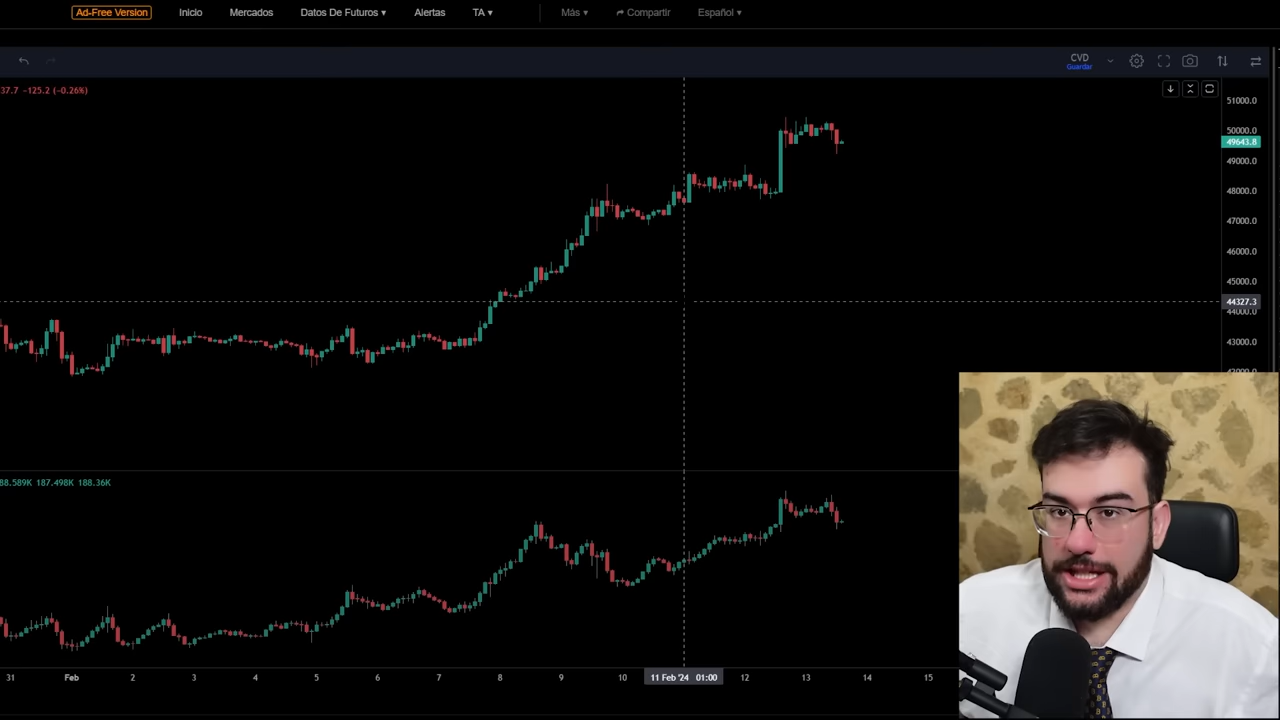 Ad-Free Version Inicio Mercados Datos De Futuros ▾ Alertas TA ▾ Más ▾ Compartir Español ▾
CVD
Guardar
37.7 −125.2 (−0.26%)
51000.0
50000.0
49643.8
49000.0
48000.0
47000.0
46000.0
45000.0
44327.3
44000.0
43000.0
42000.0
88.589K 187.498K 188.36K
31 Feb 2 3 4 5 6 7 8 9 10 11 Feb '24 01:00 12 13 14 15